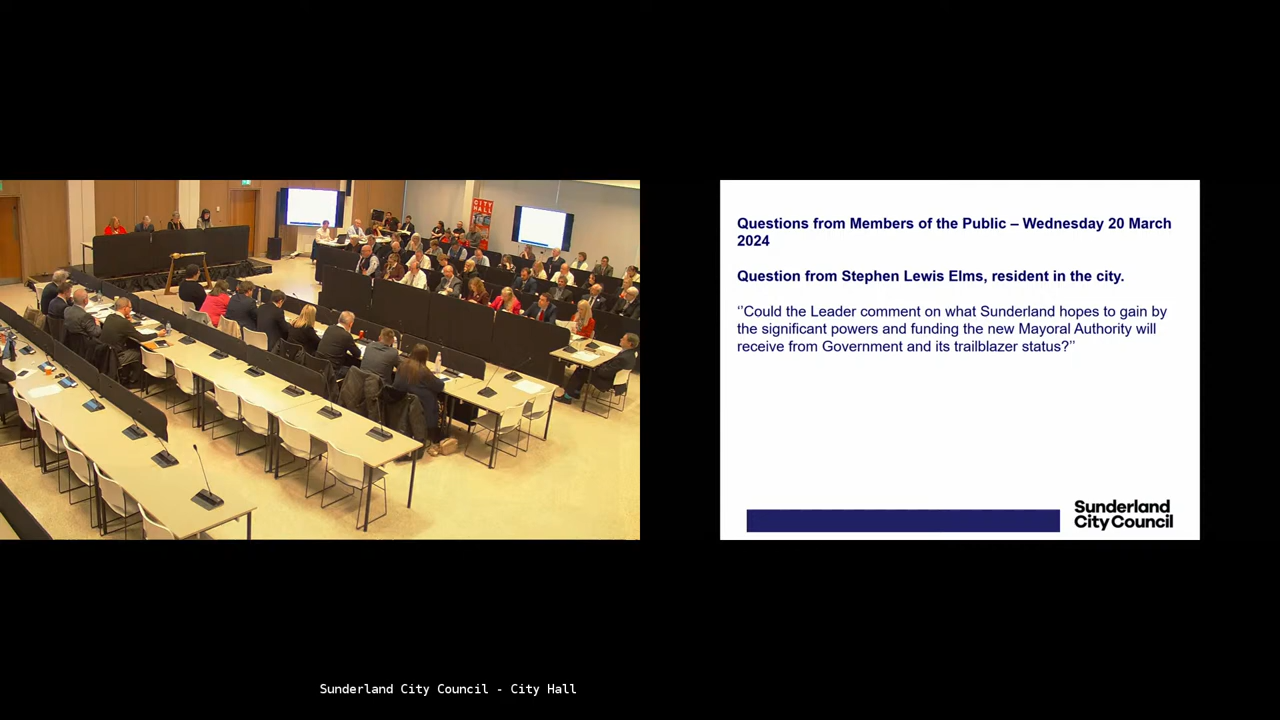 CITY
HALL
Questions from Members of the Public – Wednesday 20 March
2024
Question from Stephen Lewis Elms, resident in the city.
‘’Could the Leader comment on what Sunderland hopes to gain by
the significant powers and funding the new Mayoral Authority will
receive from Government and its trailblazer status?’’
Sunderland
City Council
Sunderland City Council - City Hall